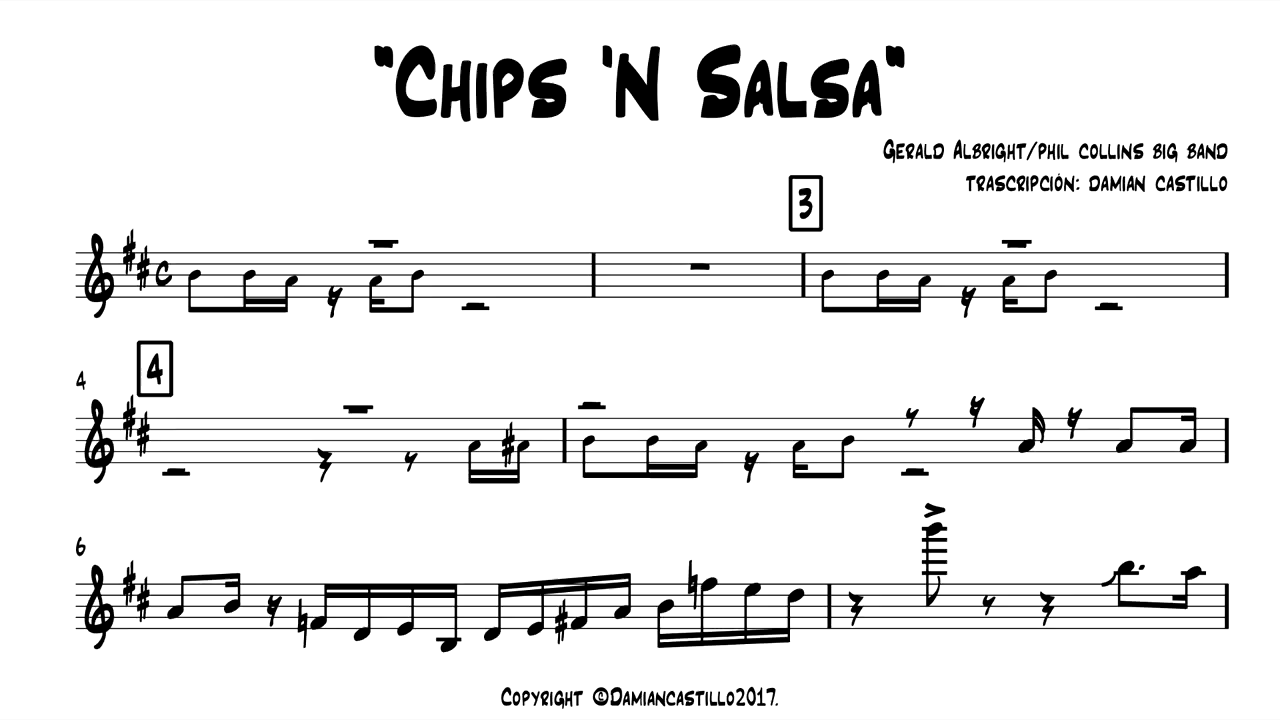 "Chips 'N Salsa"
Gerald Albright/phil collins big band
trascripción: damian castillo
3
4
4
6
Copyright ©Damiancastillo2017.